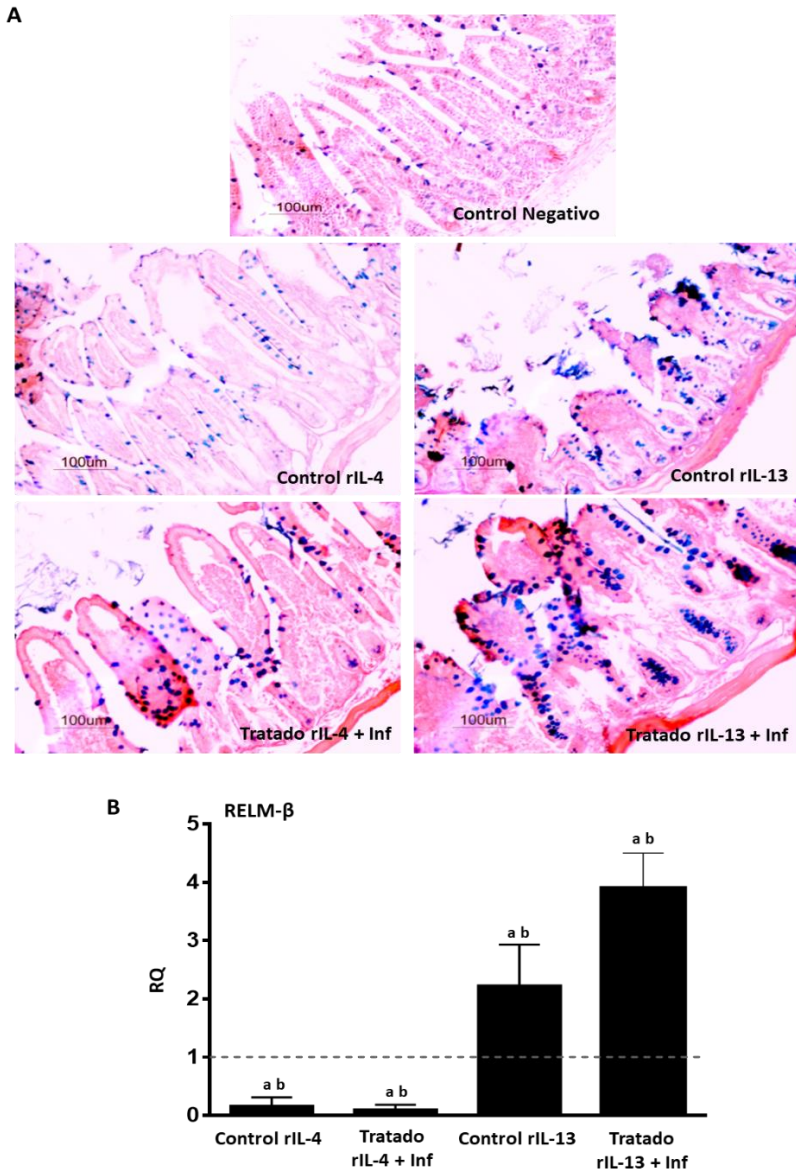 A
100um
Control Negativo
100um
Control rIL-4
100um
Control rIL-13
100um
Tratado rIL-4 + Inf
100um
Tratado rIL-13 + Inf
B
RELM-β
5
4
3
2
1
0
RQ
a b
a b
a b
a b
Control rIL-4
Tratado
rIL-4 + Inf
Control rIL-13
Tratado
rIL-13 + Inf